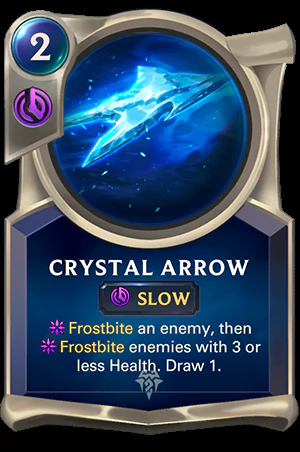 2
CRYSTAL ARROW
SLOW
Frostbite an enemy, then
Frostbite enemies with 3 or
less Health. Draw 1.